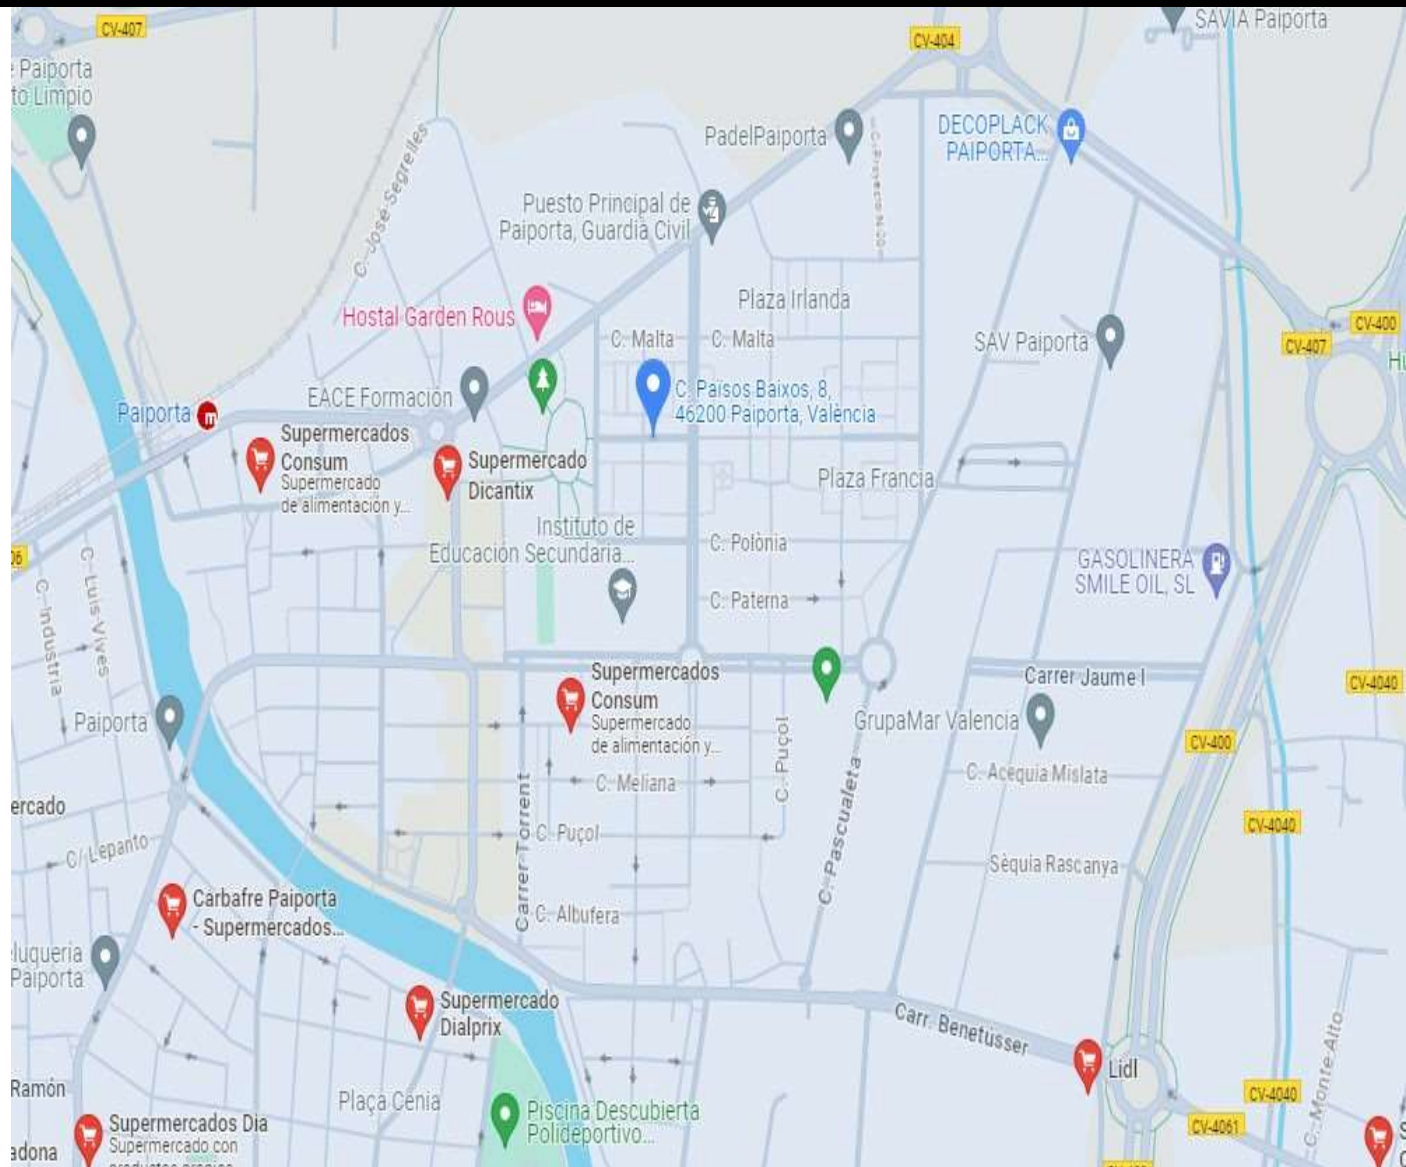 CV-407
CV-404
SAVIA Paiporta
Paiporta
to Limpio
C. José Segrelles
PadelPaiporta
DECOPLACK
PAIPORTA...
Puesto Principal de
Paiporta, Guardia Civil
Plaza Irlanda
Hostal Garden Rous
C. Malta
C. Malta
SAV Paiporta
CV-400
CV-407
EACE Formación
C. Països Baixos, 8,
46200 Paiporta, València
Paiporta
Supermercados
Consum
Supermercado
de alimentación y...
Supermercado
Dicantix
Plaza Francia
Instituto de
Educación Secundaria...
C. Polònia
C. Paterna
GASOLINERA
SMILE OIL, SL
C. Luis Vives
C. Industria
Supermercados
Consum
Supermercado
de alimentación y...
Carrer Jaume I
CV-4040
Paiporta
GrupaMar Valencia
CV-400
C. Meliana
C. Puçol
C. Acequia Mislata
ercado
C/ Lepanto
C. Puçol
Carrer Torrent
C. Pascualeta
CV-4040
Sèquia Rascanya
Carbafre Paiporta
- Supermercados...
C. Albufera
Paiporta
Supermercado
Dialprix
Carr. Benetússer
C. Monte Alto
Lidl
Ramón
Plaça Cenia
Piscina Descubierta
Polideportivo...
CV-4040
CV-4061
Supermercados Dia
Supermercado con
adona